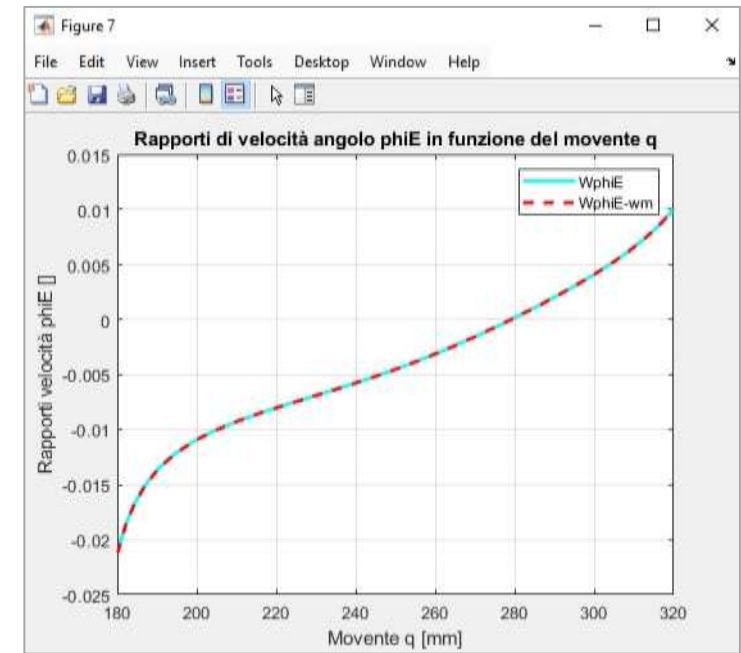 Figure 7
File Edit View Insert Tools Desktop Window Help
Rapporti di velocità angolo phiE in funzione del movente q
WphiE
WphiE-wm
Rapporti velocità phiE []
0.015
0.01
0.005
0
-0.005
-0.01
-0.015
-0.02
-0.025
180 200 220 240 260 280 300 320
Movente q [mm]